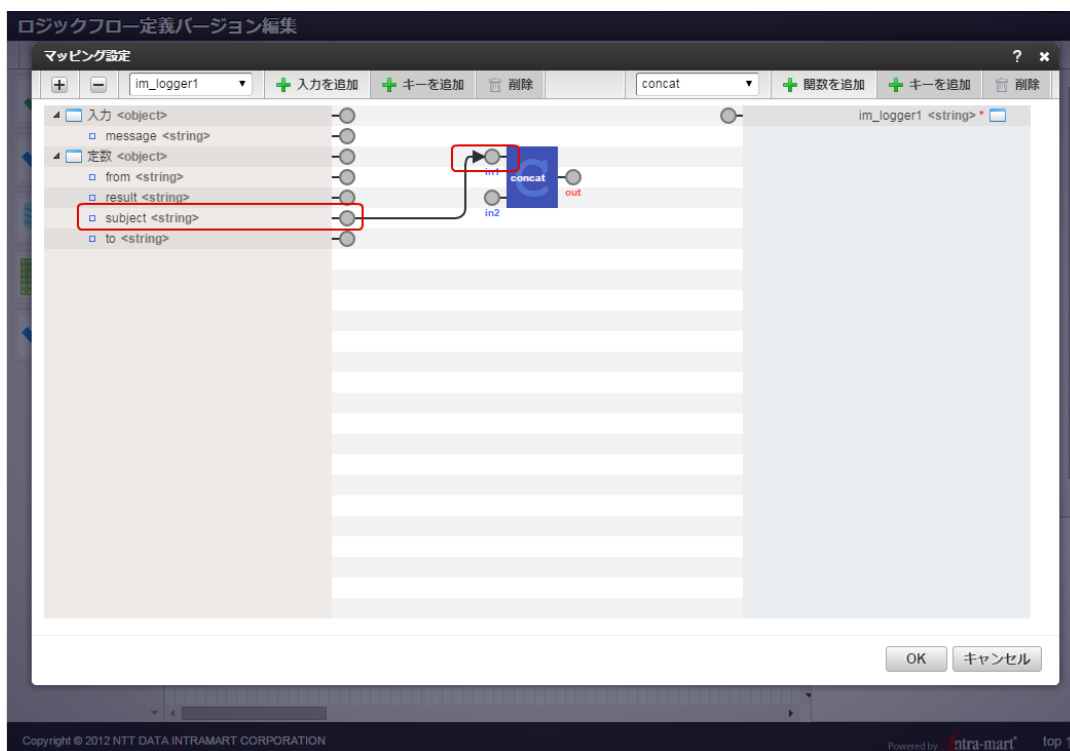 ロジックフロー定義バージョン編集
マッピング設定
? ×
im_logger1 ▼ 入力を追加 キーを追加 削除 concat ▼ 関数を追加 キーを追加 削除
入力 <object>
im_logger1 <string> *
message <string>
定数 <object>
from <string>
result <string>
subject <string>
to <string>
in1
concat
out
in2
OK キャンセル
Copyright © 2012 NTT DATA INTRAMART CORPORATION
Powered by intra-mart
top